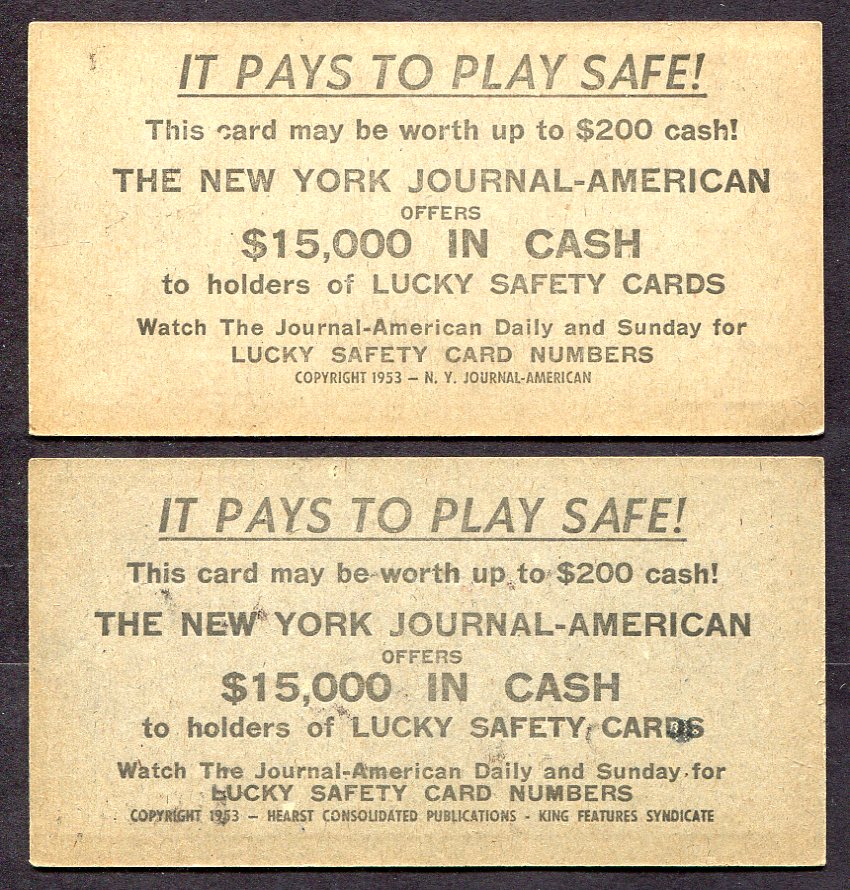 IT PAYS TO PLAY SAFE!
This card may be worth up to $200 cash!
THE NEW YORK JOURNAL-AMERICAN
OFFERS
$15,000 IN CASH
to holders of LUCKY SAFETY CARDS
Watch The Journal-American Daily and Sunday for
LUCKY SAFETY CARD NUMBERS
COPYRIGHT 1953 – N. Y. JOURNAL-AMERICAN
IT PAYS TO PLAY SAFE!
This card may be worth up to $200 cash!
THE NEW YORK JOURNAL-AMERICAN
OFFERS
$15,000 IN CASH
to holders of LUCKY SAFETY CARDS
Watch The Journal-American Daily and Sunday for
LUCKY SAFETY CARD NUMBERS
COPYRIGHT 1953 – HEARST CONSOLIDATED PUBLICATIONS - KING FEATURES SYNDICATE